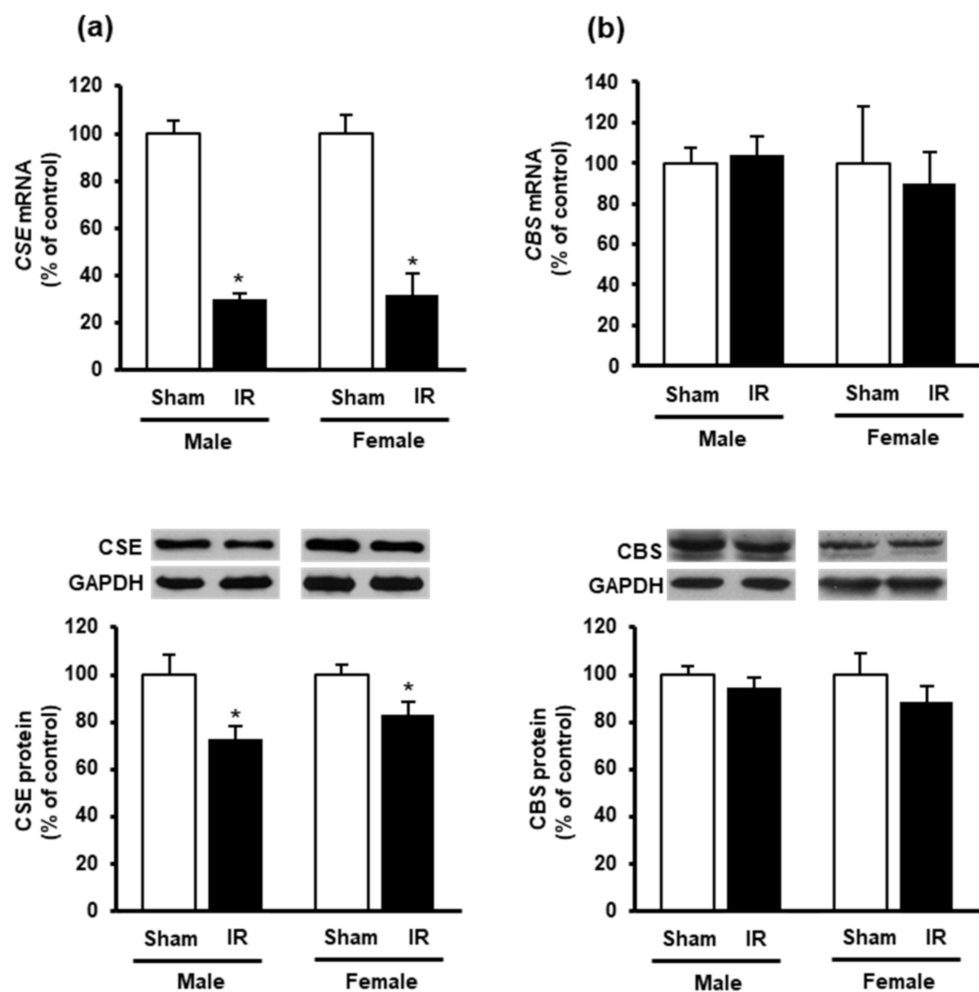 (a)
CSE mRNA
(% of control)
120
100
80
60
40
20
0
*
*
Sham IR Sham IR
Male Female
(b)
CBS mRNA
(% of control)
140
120
100
80
60
40
20
0
Sham IR Sham IR
Male Female
CSE
GAPDH
CSE protein
(% of control)
120
100
80
60
40
20
0
*
*
Sham IR Sham IR
Male Female
CBS
GAPDH
CBS protein
(% of control)
120
100
80
60
40
20
0
Sham IR Sham IR
Male Female